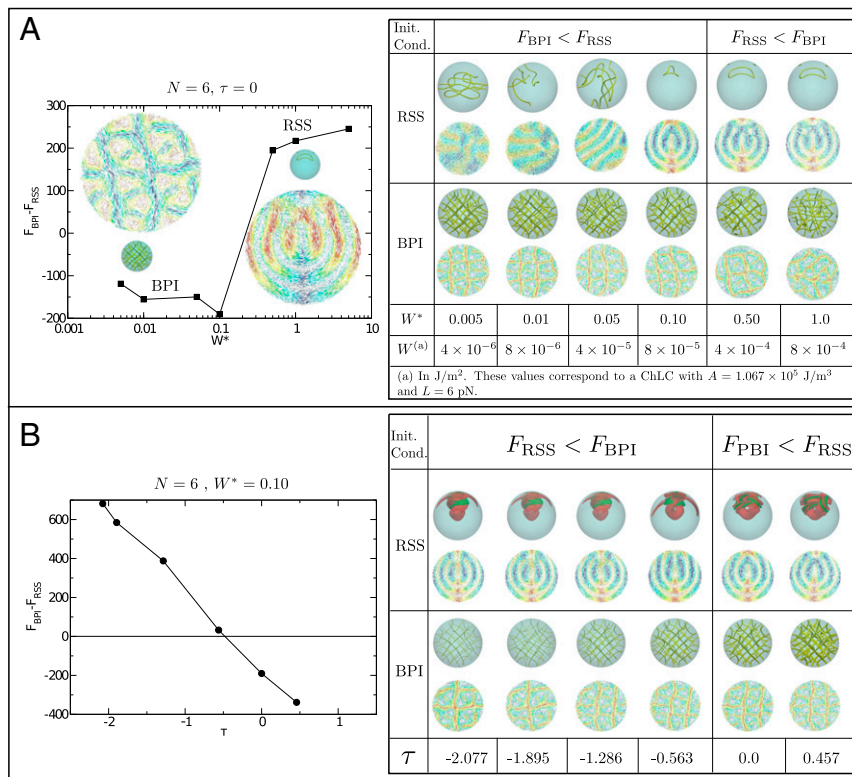 A
N = 6, τ = 0
300
200
100
0
-100
-200
0.001
0.01
0.1
1
10
W*
F_BPI-F_RSS
RSS
BPI
Init. Cond.
F_BPI < F_RSS
F_RSS < F_BPI
RSS
BPI
W* 0.005 0.01 0.05 0.10 0.50 1.0
W^(a) 4 × 10^-6 8 × 10^-6 4 × 10^-5 8 × 10^-5 4 × 10^-4 8 × 10^-4
(a) In J/m². These values correspond to a ChLC with A = 1.067 × 10^5 J/m³
and L = 6 pN.
B
N = 6 , W* = 0.10
600
400
200
0
-200
-400
-2
-1
0
1
τ
F_BPI-F_RSS
Init. Cond.
F_RSS < F_BPI
F_PBI < F_RSS
RSS
BPI
τ -2.077 -1.895 -1.286 -0.563 0.0 0.457